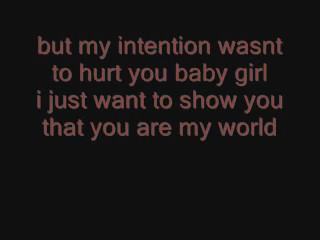 but my intention wasnt
to hurt you baby girl
i just want to show you
that you are my world